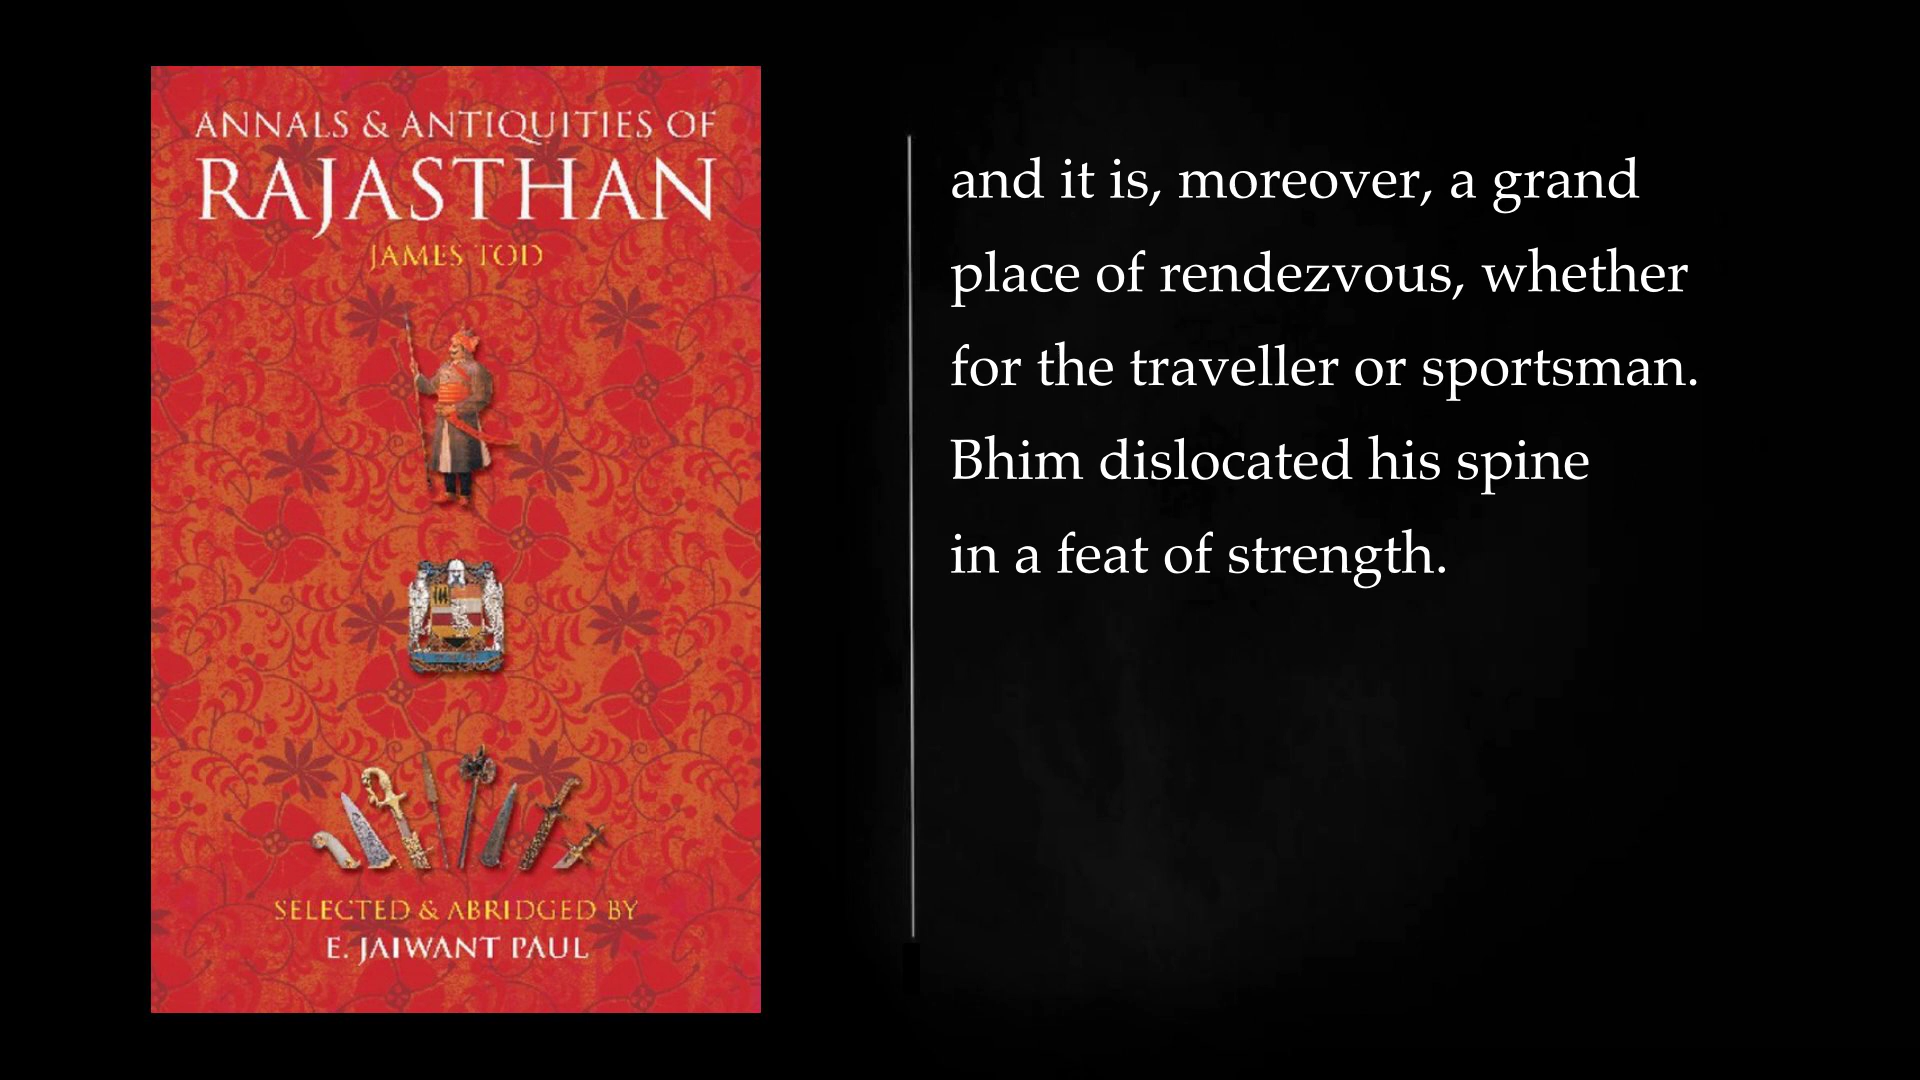 ANNALS & ANTIQUITIES OF
RAJASTHAN
JAMES TOD
SELECTED & ABRIDGED BY
E. JAIWANT PAUL
and it is, moreover, a grand
place of rendezvous, whether
for the traveller or sportsman.
Bhim dislocated his spine
in a feat of strength.